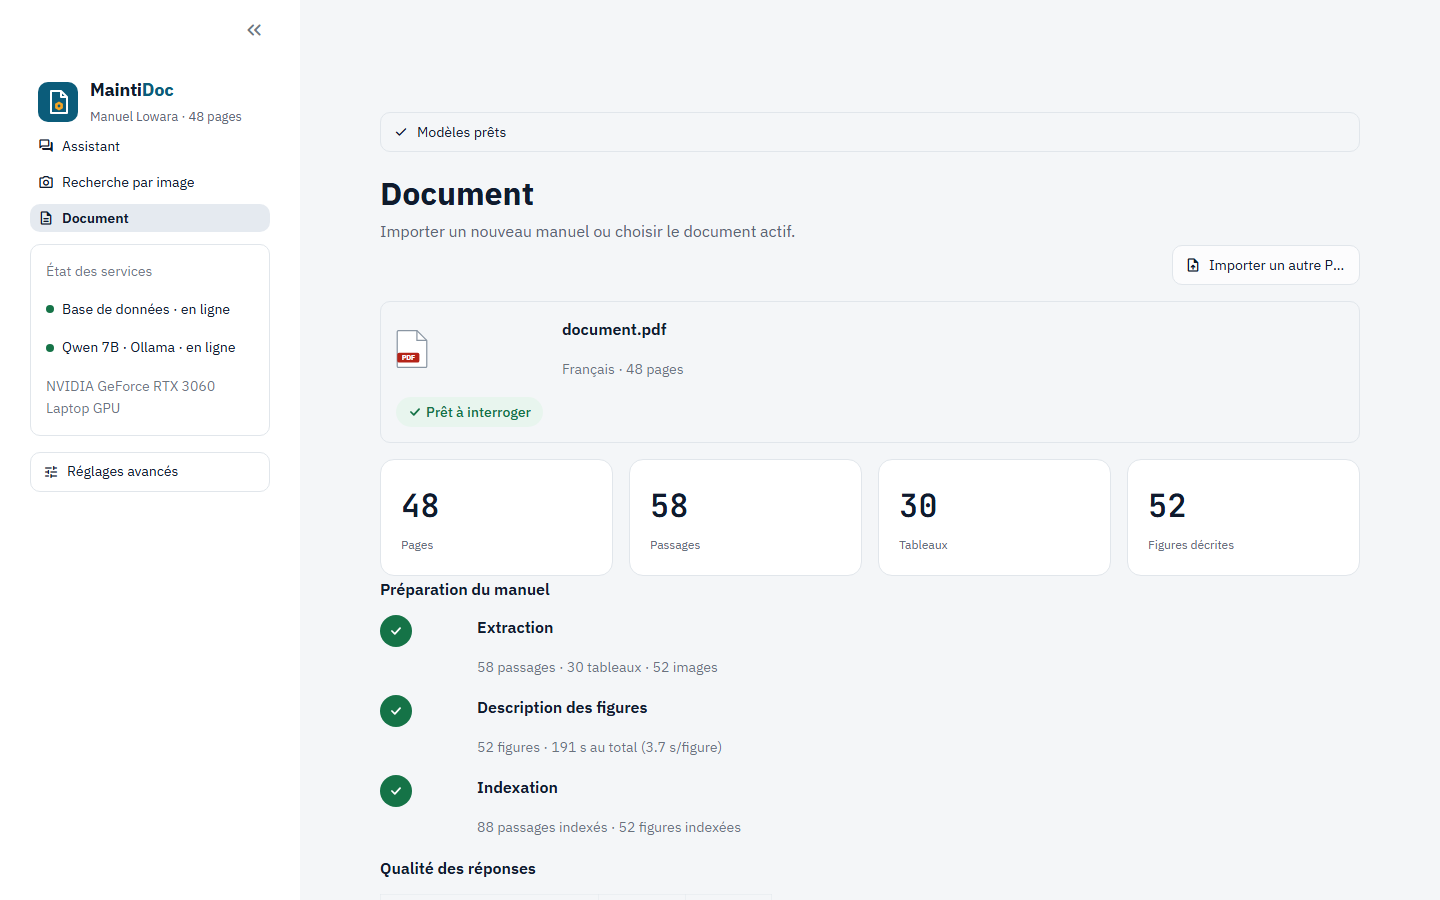 MaintiDoc
Manuel Lowara · 48 pages
Assistant
Recherche par image
Document
État des services
Base de données · en ligne
Qwen 7B · Ollama · en ligne
NVIDIA GeForce RTX 3060
Laptop GPU
Réglages avancés
Modèles prêts
Document
Importer un nouveau manuel ou choisir le document actif.
Importer un autre P…
PDF
document.pdf
Français · 48 pages
Prêt à interroger
48
Pages
58
Passages
30
Tableaux
52
Figures décrites
Préparation du manuel
Extraction
58 passages · 30 tableaux · 52 images
Description des figures
52 figures · 191 s au total (3.7 s/figure)
Indexation
88 passages indexés · 52 figures indexées
Qualité des réponses